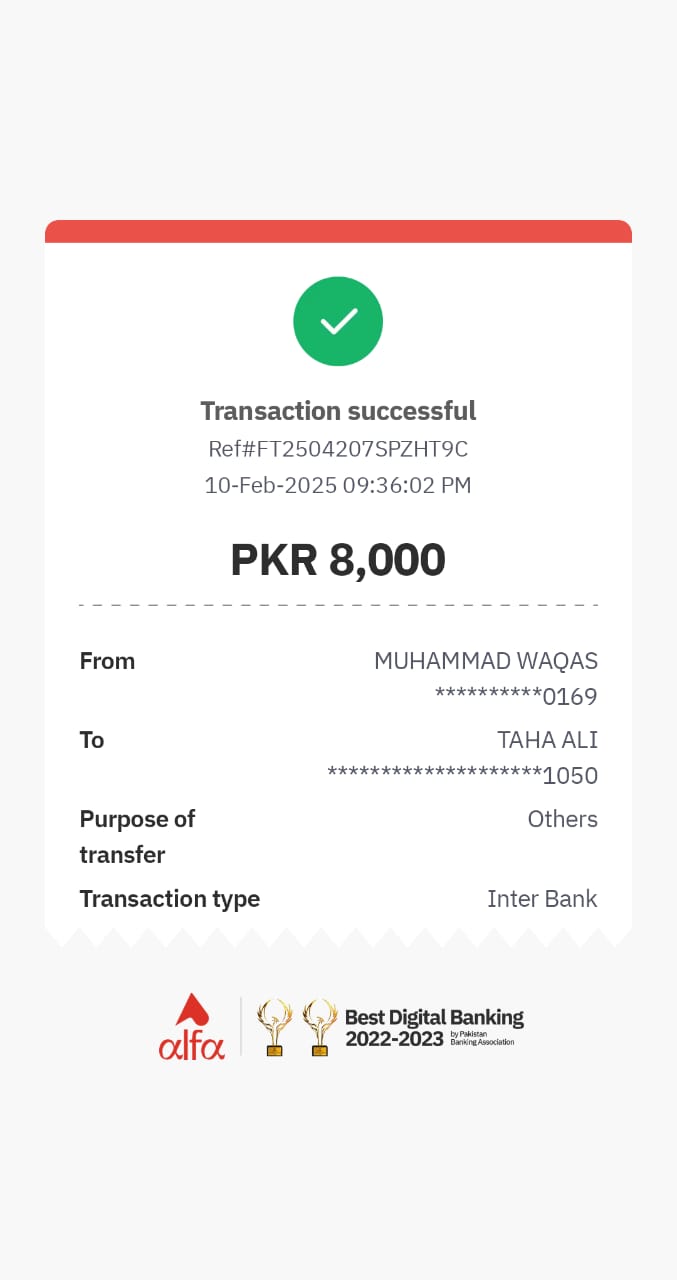 Transaction successful
Ref#FT2504207SPZHT9C
10-Feb-2025 09:36:02 PM
PKR 8,000
From MUHAMMAD WAQAS
**********0169
To TAHA ALI
********************1050
Purpose of Others
transfer
Transaction type Inter Bank
alfa
Best Digital Banking
2022-2023 by Pakistan
Banking Association